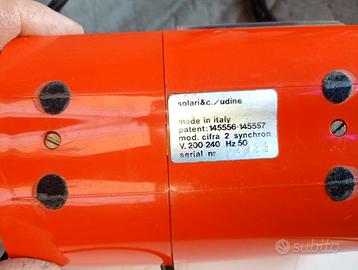 solari&c./udine
made in italy
patent:145556-145557
mod. cifra 2 synchron
V. 200 240 Hz 50
serial n°
subito